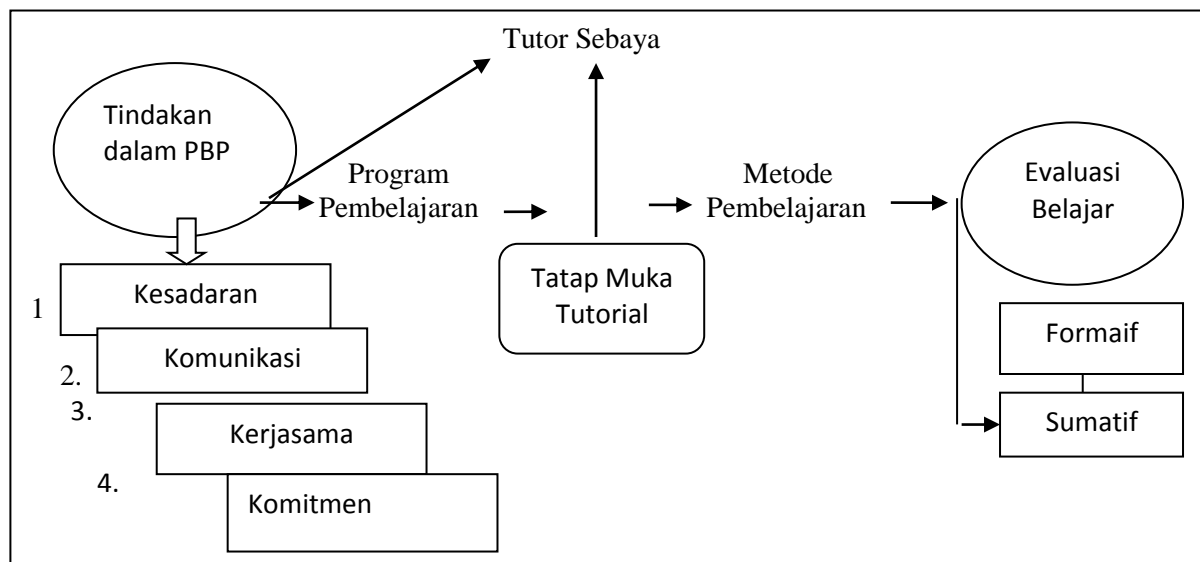 Tutor Sebaya
Tindakan
dalam PBP
Program
Pembelajaran
Metode
Pembelajaran
Evaluasi
Belajar
Tatap Muka
Tutorial
1
Kesadaran
2.
Komunikasi
3.
Kerjasama
4.
Komitmen
Formaif
Sumatif